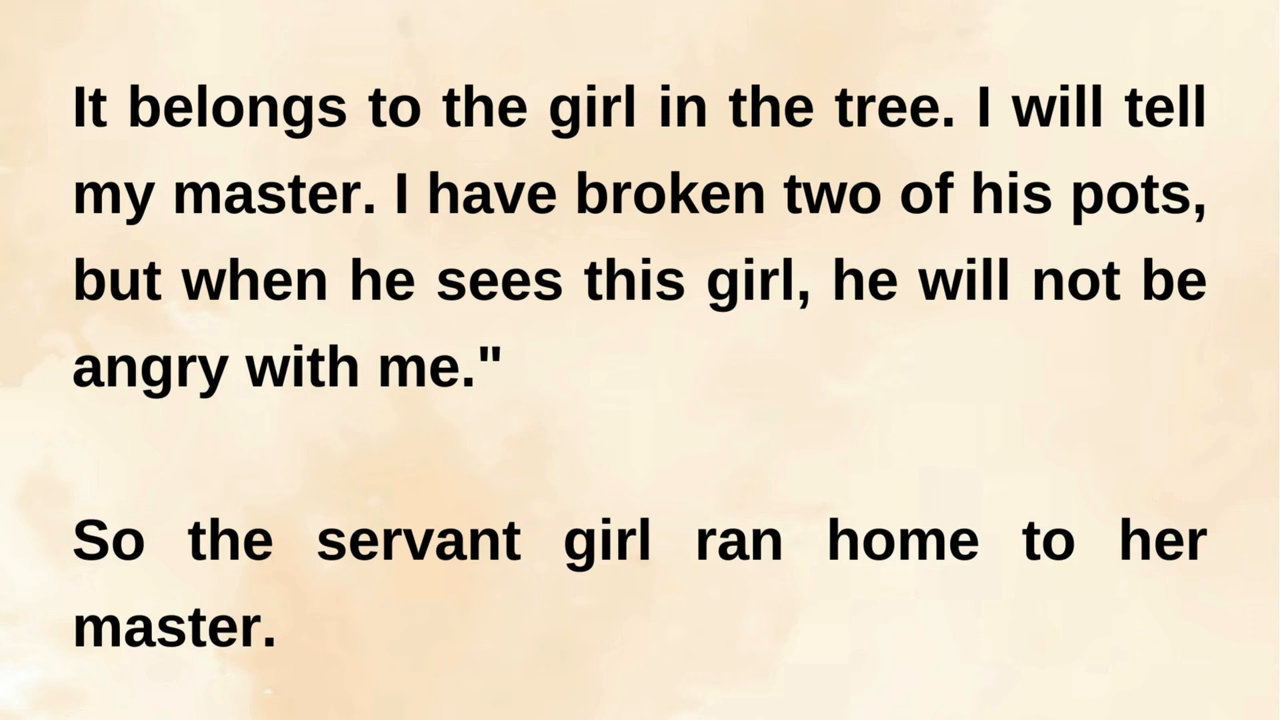 It belongs to the girl in the tree. I will tell
my master. I have broken two of his pots,
but when he sees this girl, he will not be
angry with me."
So the servant girl ran home to her
master.